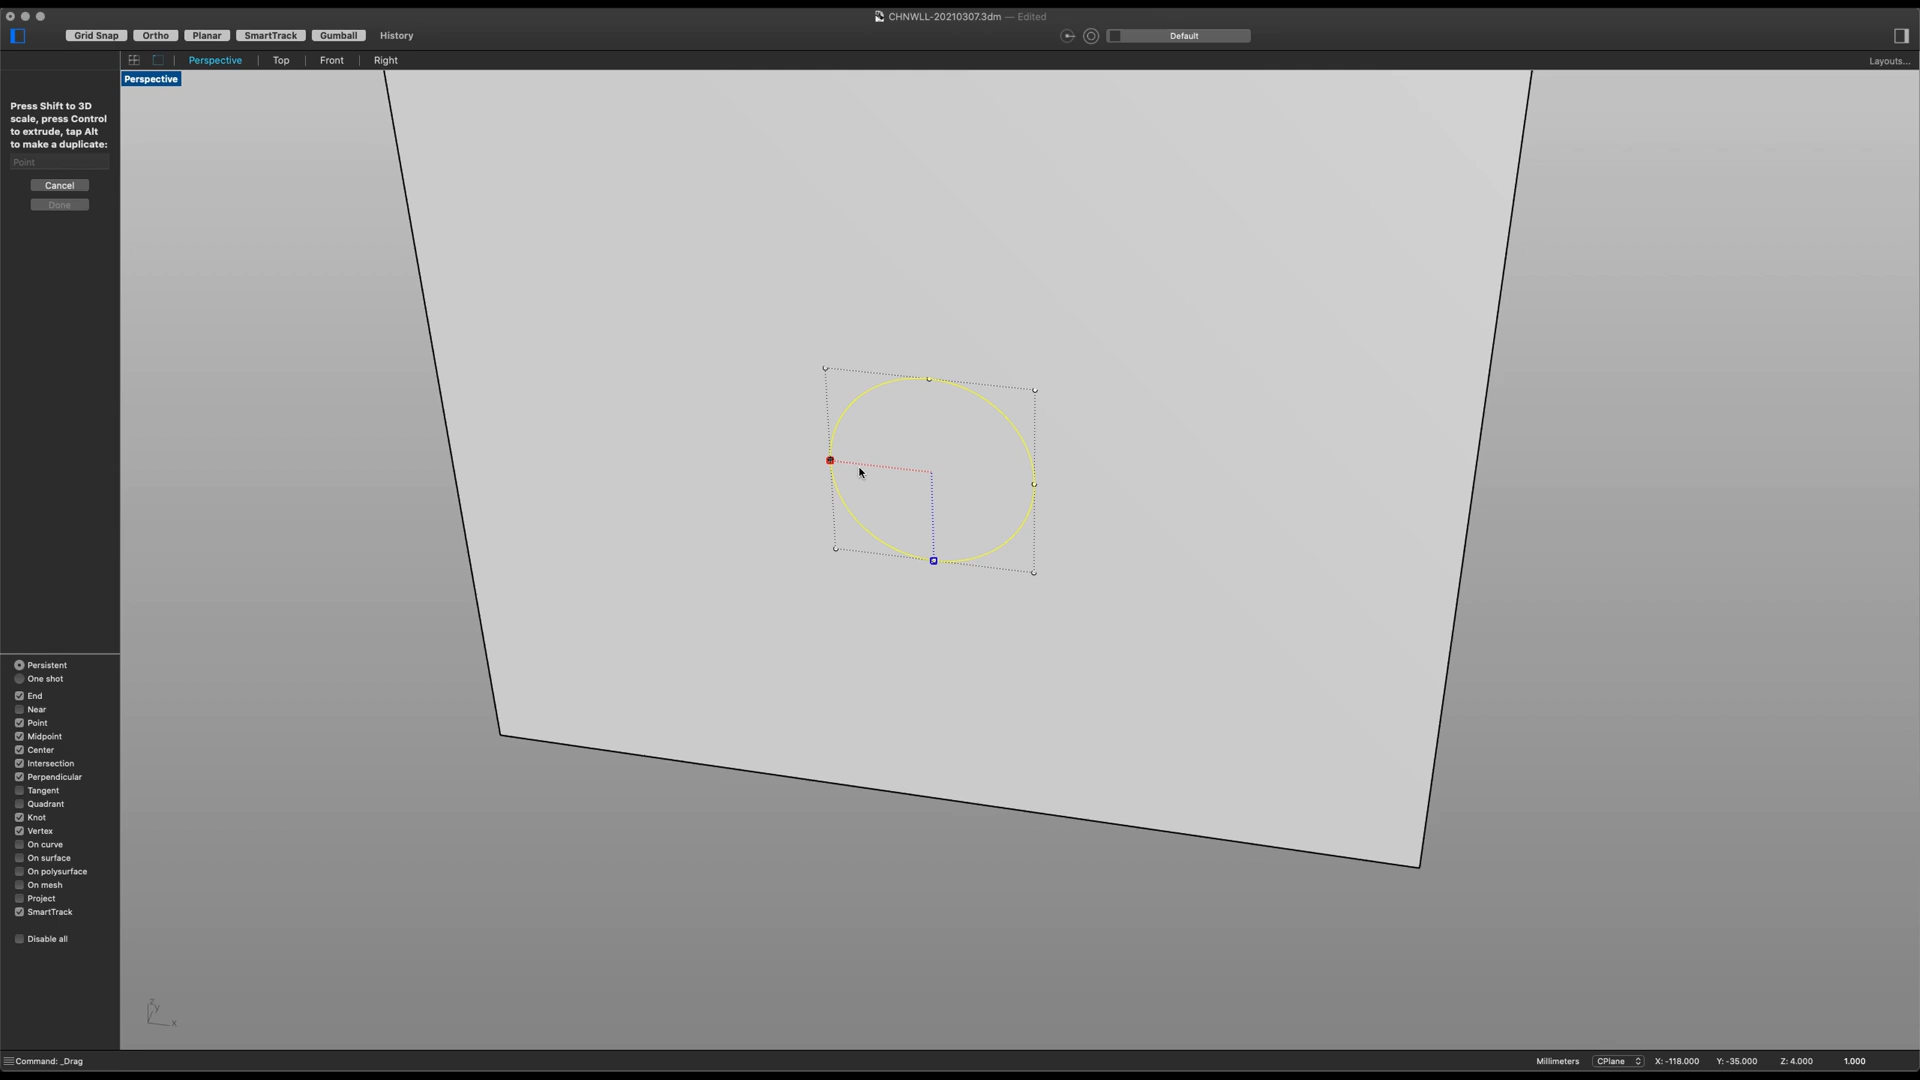 CHNWLL-20210307.3dm — Edited
Grid Snap Ortho Planar SmartTrack Gumball History Default
Perspective Top Front Right Layouts...
Perspective
Press Shift to 3D
scale, press Control
to extrude, tap Alt
to make a duplicate:
Point
Cancel
Done
Persistent
One shot
End
Near
Point
Midpoint
Center
Intersection
Perpendicular
Tangent
Quadrant
Knot
Vertex
On curve
On surface
On polysurface
On mesh
Project
SmartTrack
Disable all
z
y
x
Command: _Drag Millimeters CPlane X: -118.000 Y: -35.000 Z: 4.000 1.000